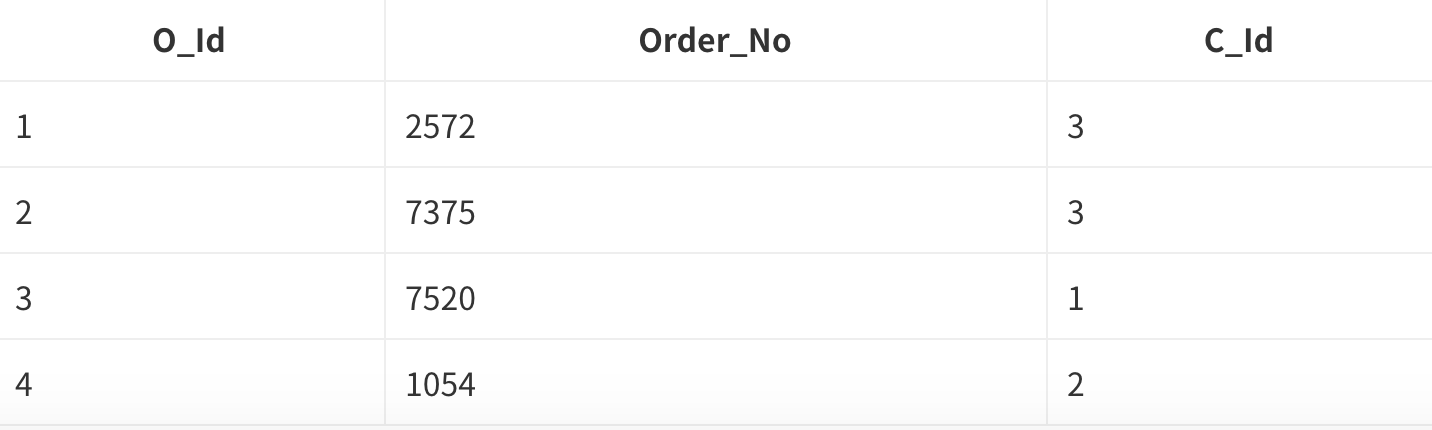 O_Id Order_No C_Id
1 2572 3
2 7375 3
3 7520 1
4 1054 2